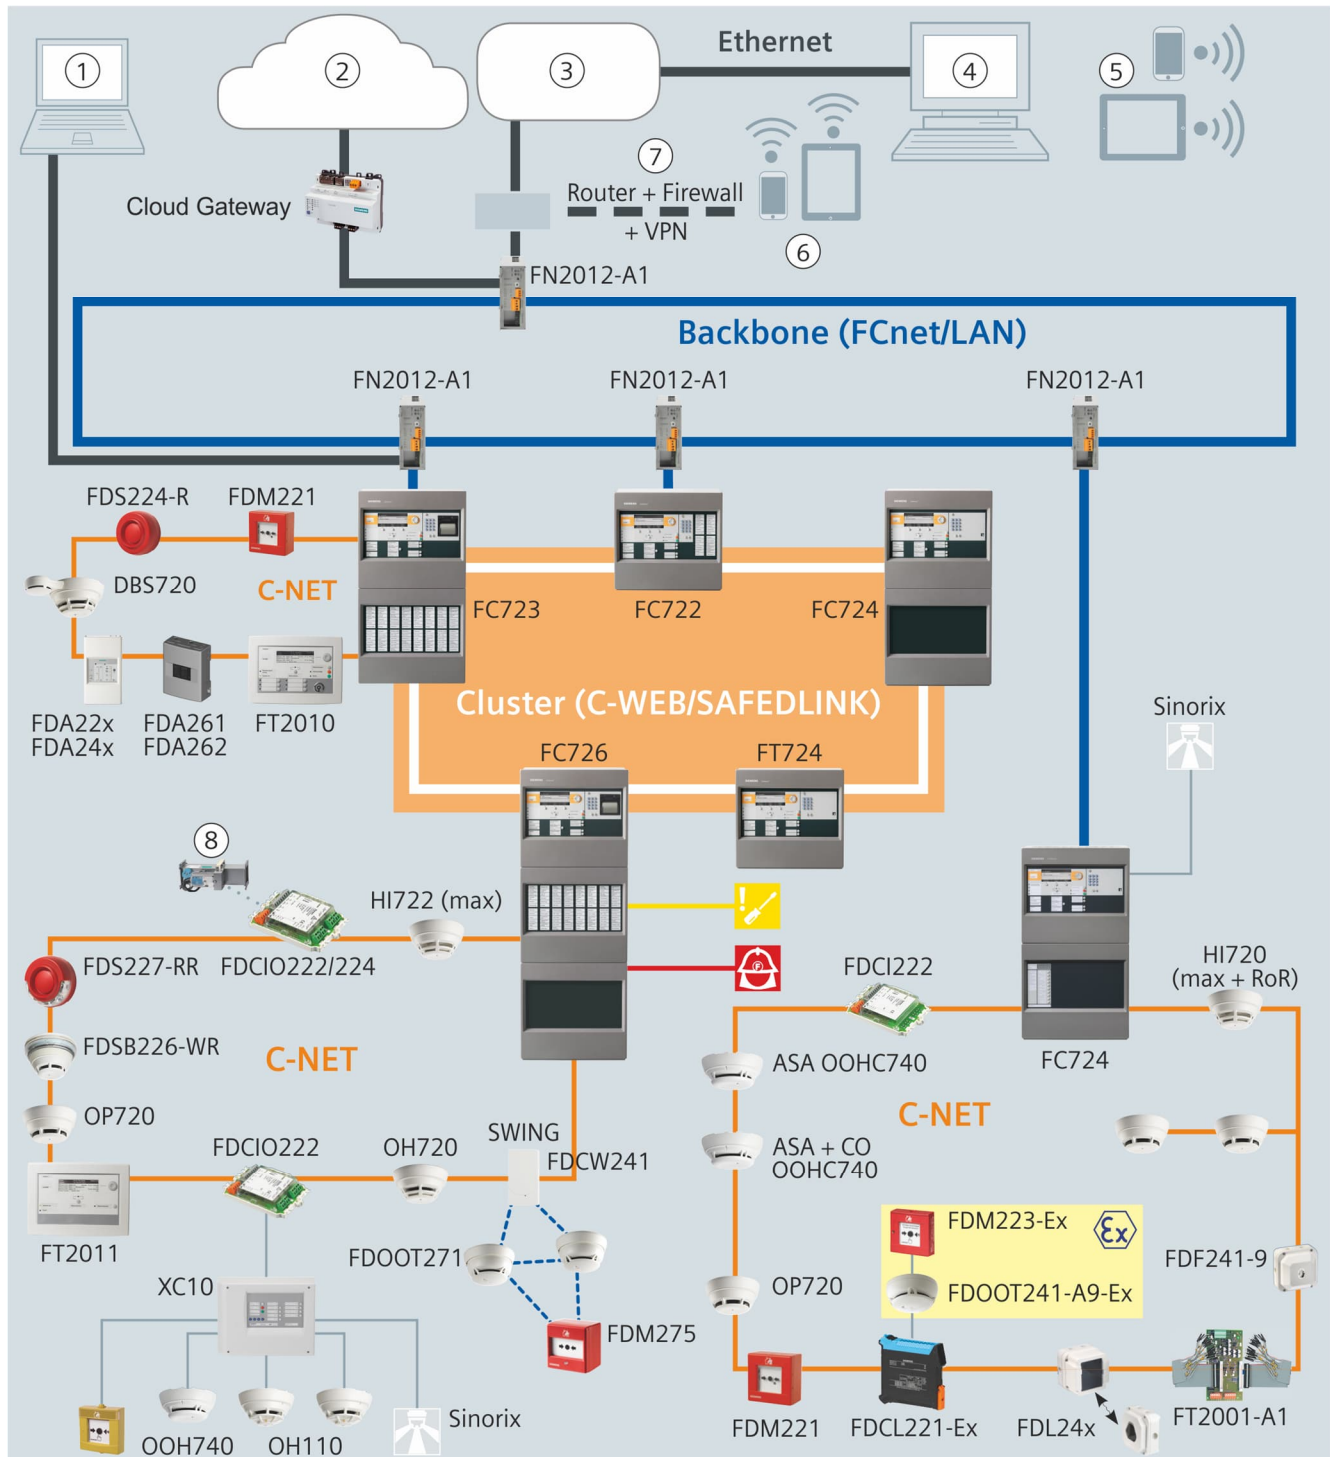 1
2
3
Ethernet
4
5
7
Router + Firewall
+ VPN
6
Cloud Gateway
FN2012-A1
Backbone (FCnet/LAN)
FN2012-A1
FN2012-A1
FN2012-A1
FDS224-R
FDM221
DBS720
C-NET
FC723
FC722
FC724
FDA22x
FDA24x
FDA261
FDA262
FT2010
Cluster (C-WEB/SAFEDLINK)
FC726
FT724
Sinorix
8
HI722 (max)
FDS227-RR
FDCIO222/224
FDCI222
HI720
(max + RoR)
FDSB226-WR
C-NET
ASA OOHC740
FC724
OP720
C-NET
FDCIO222
OH720
SWING
FDCW241
ASA + CO
OOHC740
FT2011
FDOOT271
FDM223-Ex
Ex
FDF241-9
XC10
OP720
FDOOT241-A9-Ex
FDM275
OOH740
OH110
Sinorix
FDM221
FDCL221-Ex
FDL24x
FT2001-A1